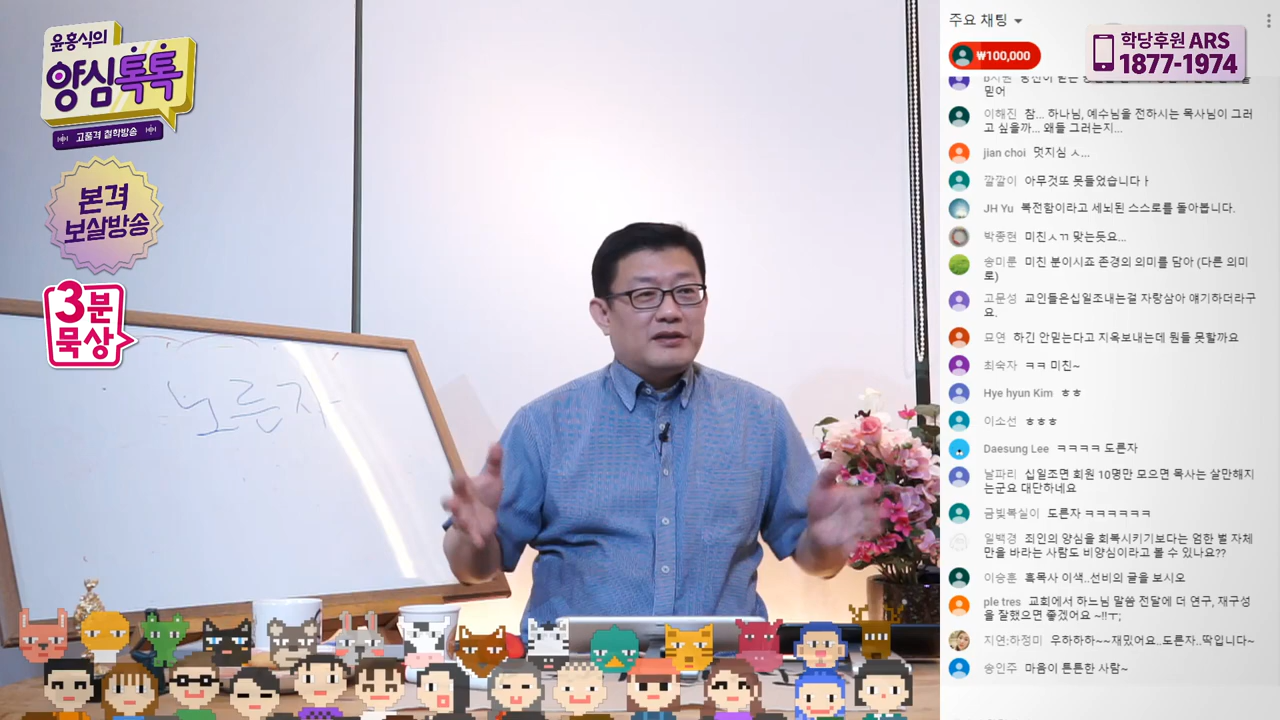 윤홍식의
양심톡톡
고품격 철학방송
본격
보살방송
3분
묵상
노른자
주요 채팅
₩100,000
학당후원 ARS
1877-1974
믿어
이해진 참... 하나님, 예수님을 전하시는 목사님이 그러
고 싶을까... 왜들 그러는지...
jian choi 멋지심 ㅅ...
깔깔이 아무것또 못들었습니다ㅏ
JH Yu 복전함이라고 세뇌된 스스로를 돌아봅니다.
박종현 미친ㅅㄲ 맞는듯요...
송미룬 미친 분이시죠 존경의 의미를 담아 (다른 의미
로)
고문성 교인들은십일조내는걸 자랑삼아 얘기하더라구
요.
묘연 하긴 안믿는다고 지옥보내는데 뭔들 못할까요
최숙자 ㅋㅋ 미친~
Hye hyun Kim ㅎㅎ
이소선 ㅎㅎㅎ
Daesung Lee ㅋㅋㅋㅋ 도른자
날파리 십일조면 회원 10명만 모으면 목사는 살만해지
는군요 대단하네요
금빛복실이 도른자 ㅋㅋㅋㅋㅋㅋ
일백경 죄인의 양심을 회복시키기보다는 엄한 벌 자체
만을 바라는 사람도 비양심이라고 볼 수 있나요??
이승훈 흑목사 이색..선비의 귤을 보시오
ple tres 교회에서 하느님 말씀 전달에 더 연구, 재구성
을 잘했으면 좋겠어요 ~!!ㅜ;
지연:하정미 우하하하~~재밌어요..도른자..딱입니다~
송인주 마음이 튼튼한 사람~